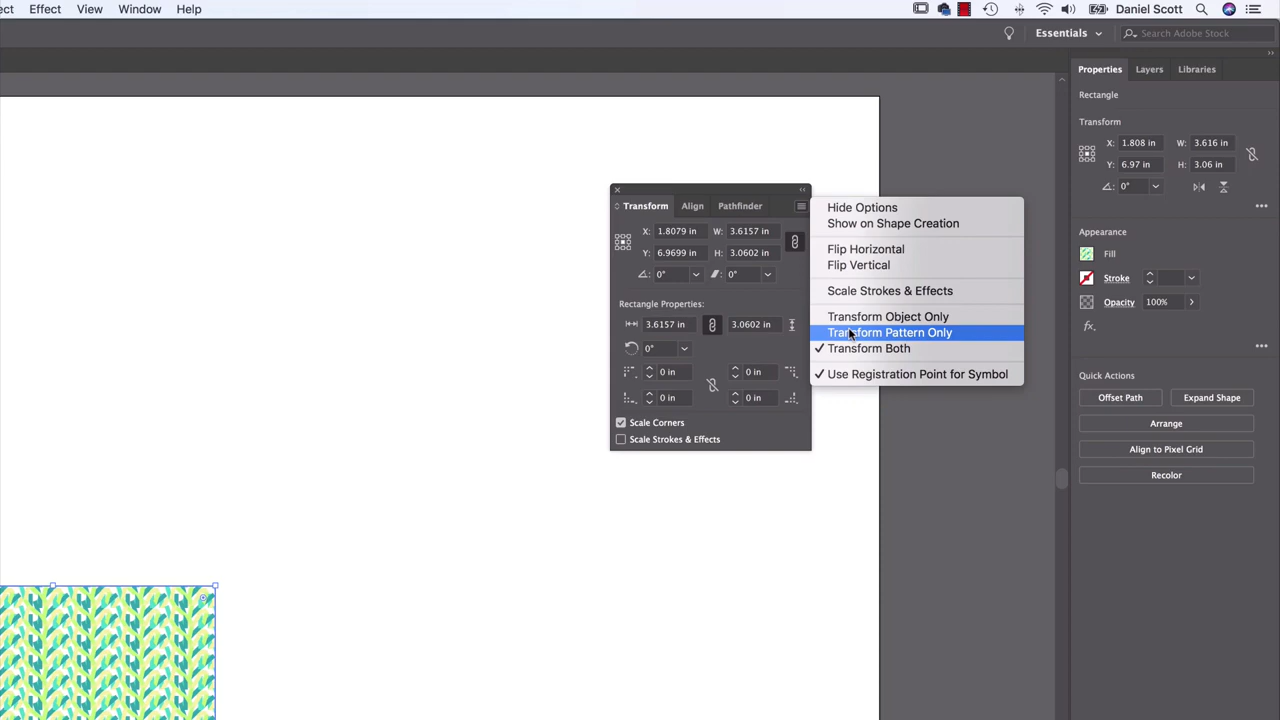 ect Effect View Window Help Daniel Scott
Essentials Search Adobe Stock
Properties Layers Libraries
Rectangle
Transform
X: 1.808 in W: 3.616 in
Y: 6.97 in H: 3.06 in
0°
Appearance
Fill
Stroke
Opacity 100%
fx.
Quick Actions
Offset Path Expand Shape
Arrange
Align to Pixel Grid
Recolor
Transform Align Pathfinder
X: 1.8079 in W: 3.6157 in
Y: 6.9699 in H: 3.0602 in
0° 0°
Rectangle Properties:
3.6157 in 3.0602 in
0°
0 in 0 in
0 in 0 in
Scale Corners
Scale Strokes & Effects
Hide Options
Show on Shape Creation
Flip Horizontal
Flip Vertical
Scale Strokes & Effects
Transform Object Only
Transform Pattern Only
Transform Both
Use Registration Point for Symbol